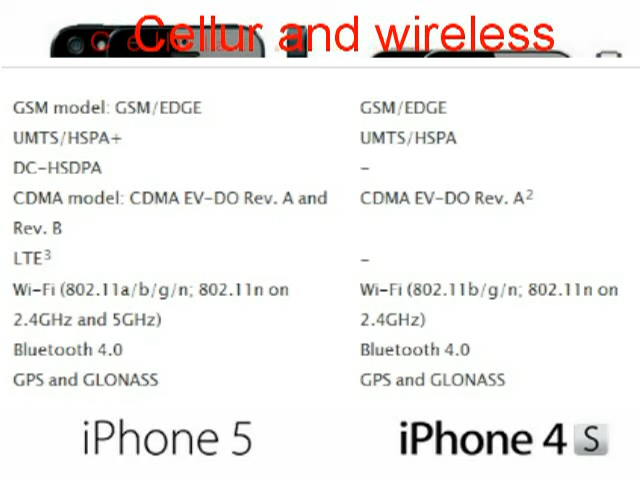 Cellur and wireless
GSM model: GSM/EDGE GSM/EDGE
UMTS/HSPA+ UMTS/HSPA
DC-HSDPA –
CDMA model: CDMA EV-DO Rev. A and CDMA EV-DO Rev. A²
Rev. B
LTE³ –
Wi-Fi (802.11a/b/g/n; 802.11n on Wi-Fi (802.11b/g/n; 802.11n on
2.4GHz and 5GHz) 2.4GHz)
Bluetooth 4.0 Bluetooth 4.0
GPS and GLONASS GPS and GLONASS
iPhone 5 iPhone 4 S